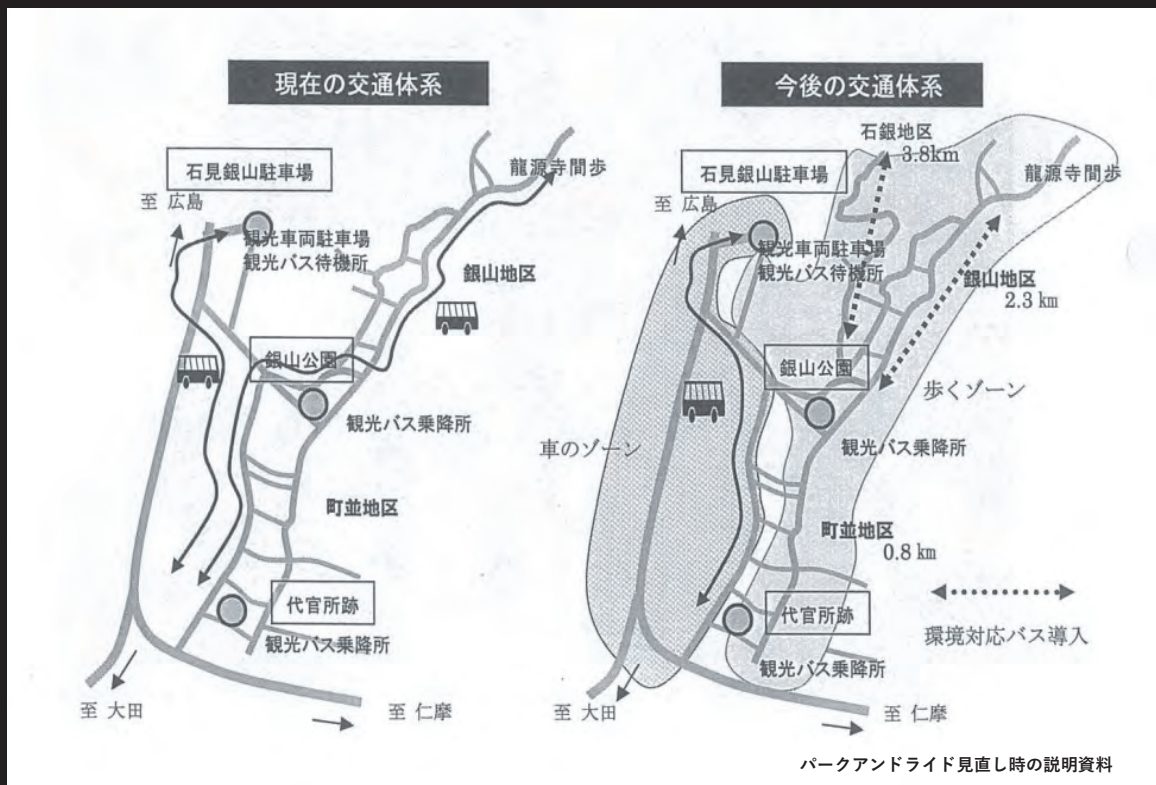 現在の交通体系
石見銀山駐車場
龍源寺間歩
至 広島
観光車両駐車場
観光バス待機所
銀山地区
銀山公園
観光バス乗降所
町並地区
代官所跡
観光バス乗降所
至 大田
至 仁摩
今後の交通体系
石銀地区
3.8km
石見銀山駐車場
龍源寺間歩
至 広島
観光車両駐車場
観光バス待機所
銀山地区
2.3 km
銀山公園
歩くゾーン
観光バス乗降所
車のゾーン
町並地区
0.8 km
代官所跡
環境対応バス導入
観光バス乗降所
至 大田
至 仁摩
パークアンドライド見直し時の説明資料